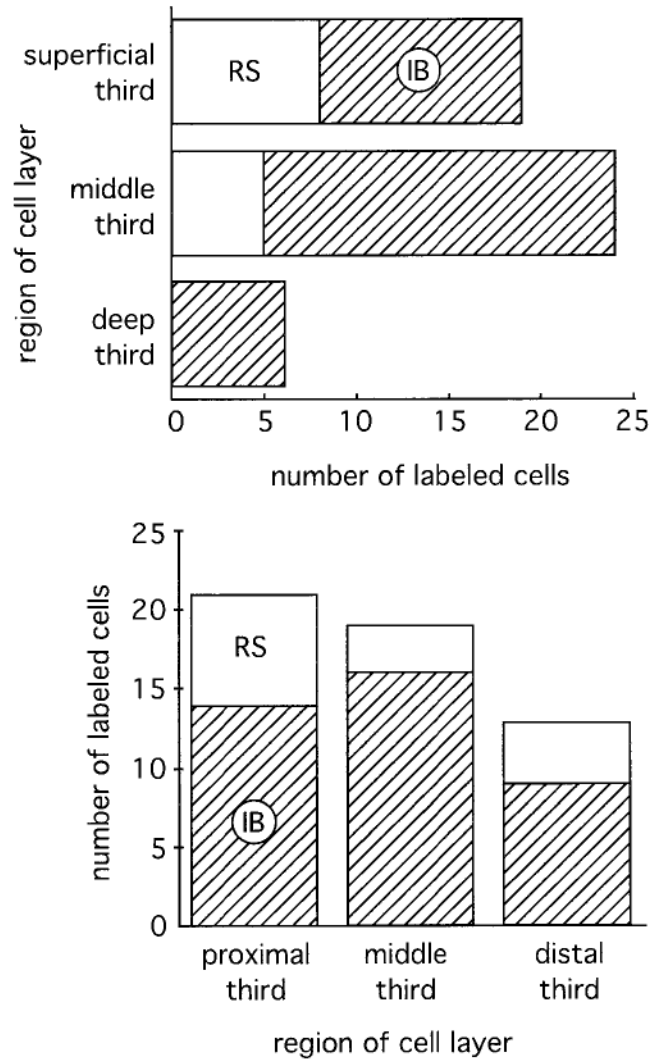 superficial
third
RS
IB
middle
third
deep
third
region of cell layer
0 5 10 15 20 25
number of labeled cells
25
20
15
10
5
0
number of labeled cells
RS
IB
proximal
third
middle
third
distal
third
region of cell layer